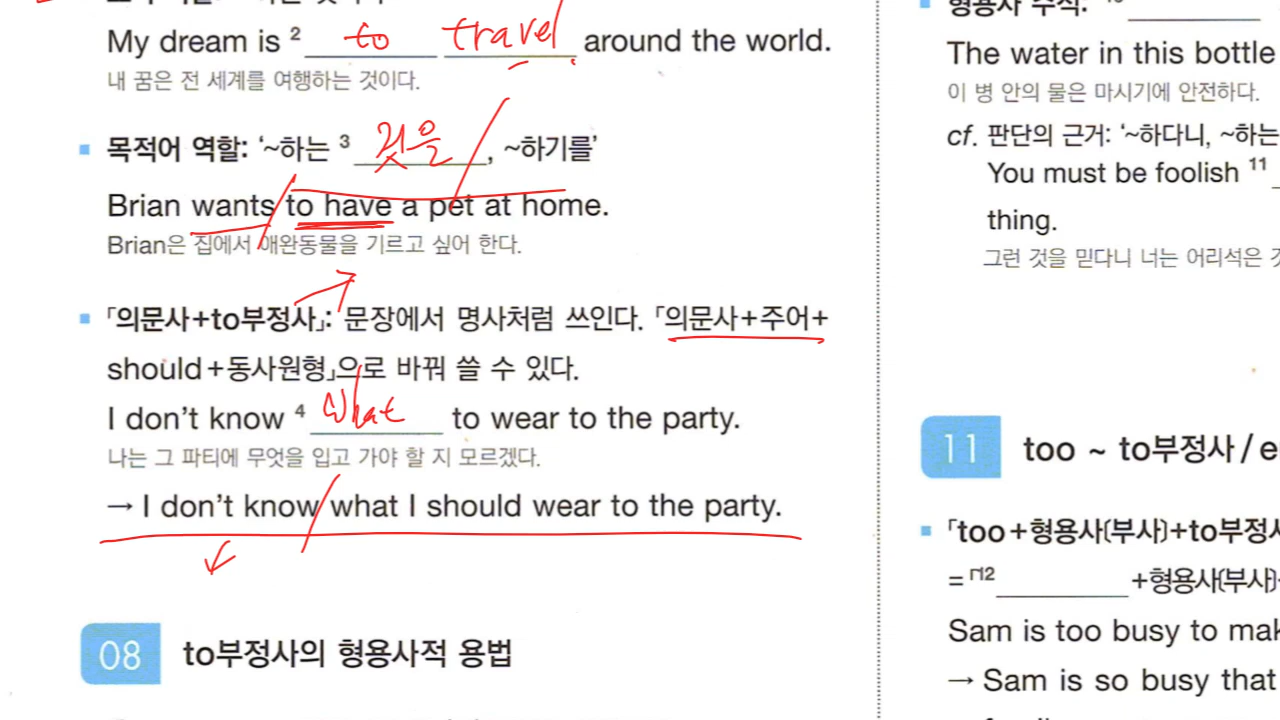 My dream is ² to travel around the world.
내 꿈은 전 세계를 여행하는 것이다.
목적어 역할: ‘~하는 ³ 것을, ~하기를’
Brian wants to have a pet at home.
Brian은 집에서 애완동물을 기르고 싶어 한다.
「의문사+to부정사」: 문장에서 명사처럼 쓰인다. 「의문사+주어+
should+동사원형」으로 바꿔 쓸 수 있다.
I don't know ⁴ What to wear to the party.
나는 그 파티에 무엇을 입고 가야 할 지 모르겠다.
→ I don't know what I should wear to the party.
08 to부정사의 형용사적 용법
형용사 수식:
The water in this bottle
이 병 안의 물은 마시기에 안전하다.
cf. 판단의 근거: ‘~하다니, ~하는
You must be foolish ¹¹
thing.
그런 것을 믿다니 너는 어리석은
11 too ~ to부정사 /
「too+형용사(부사)+to부정사
= ¹² +형용사(부사)
Sam is too busy to
→ Sam is so busy that